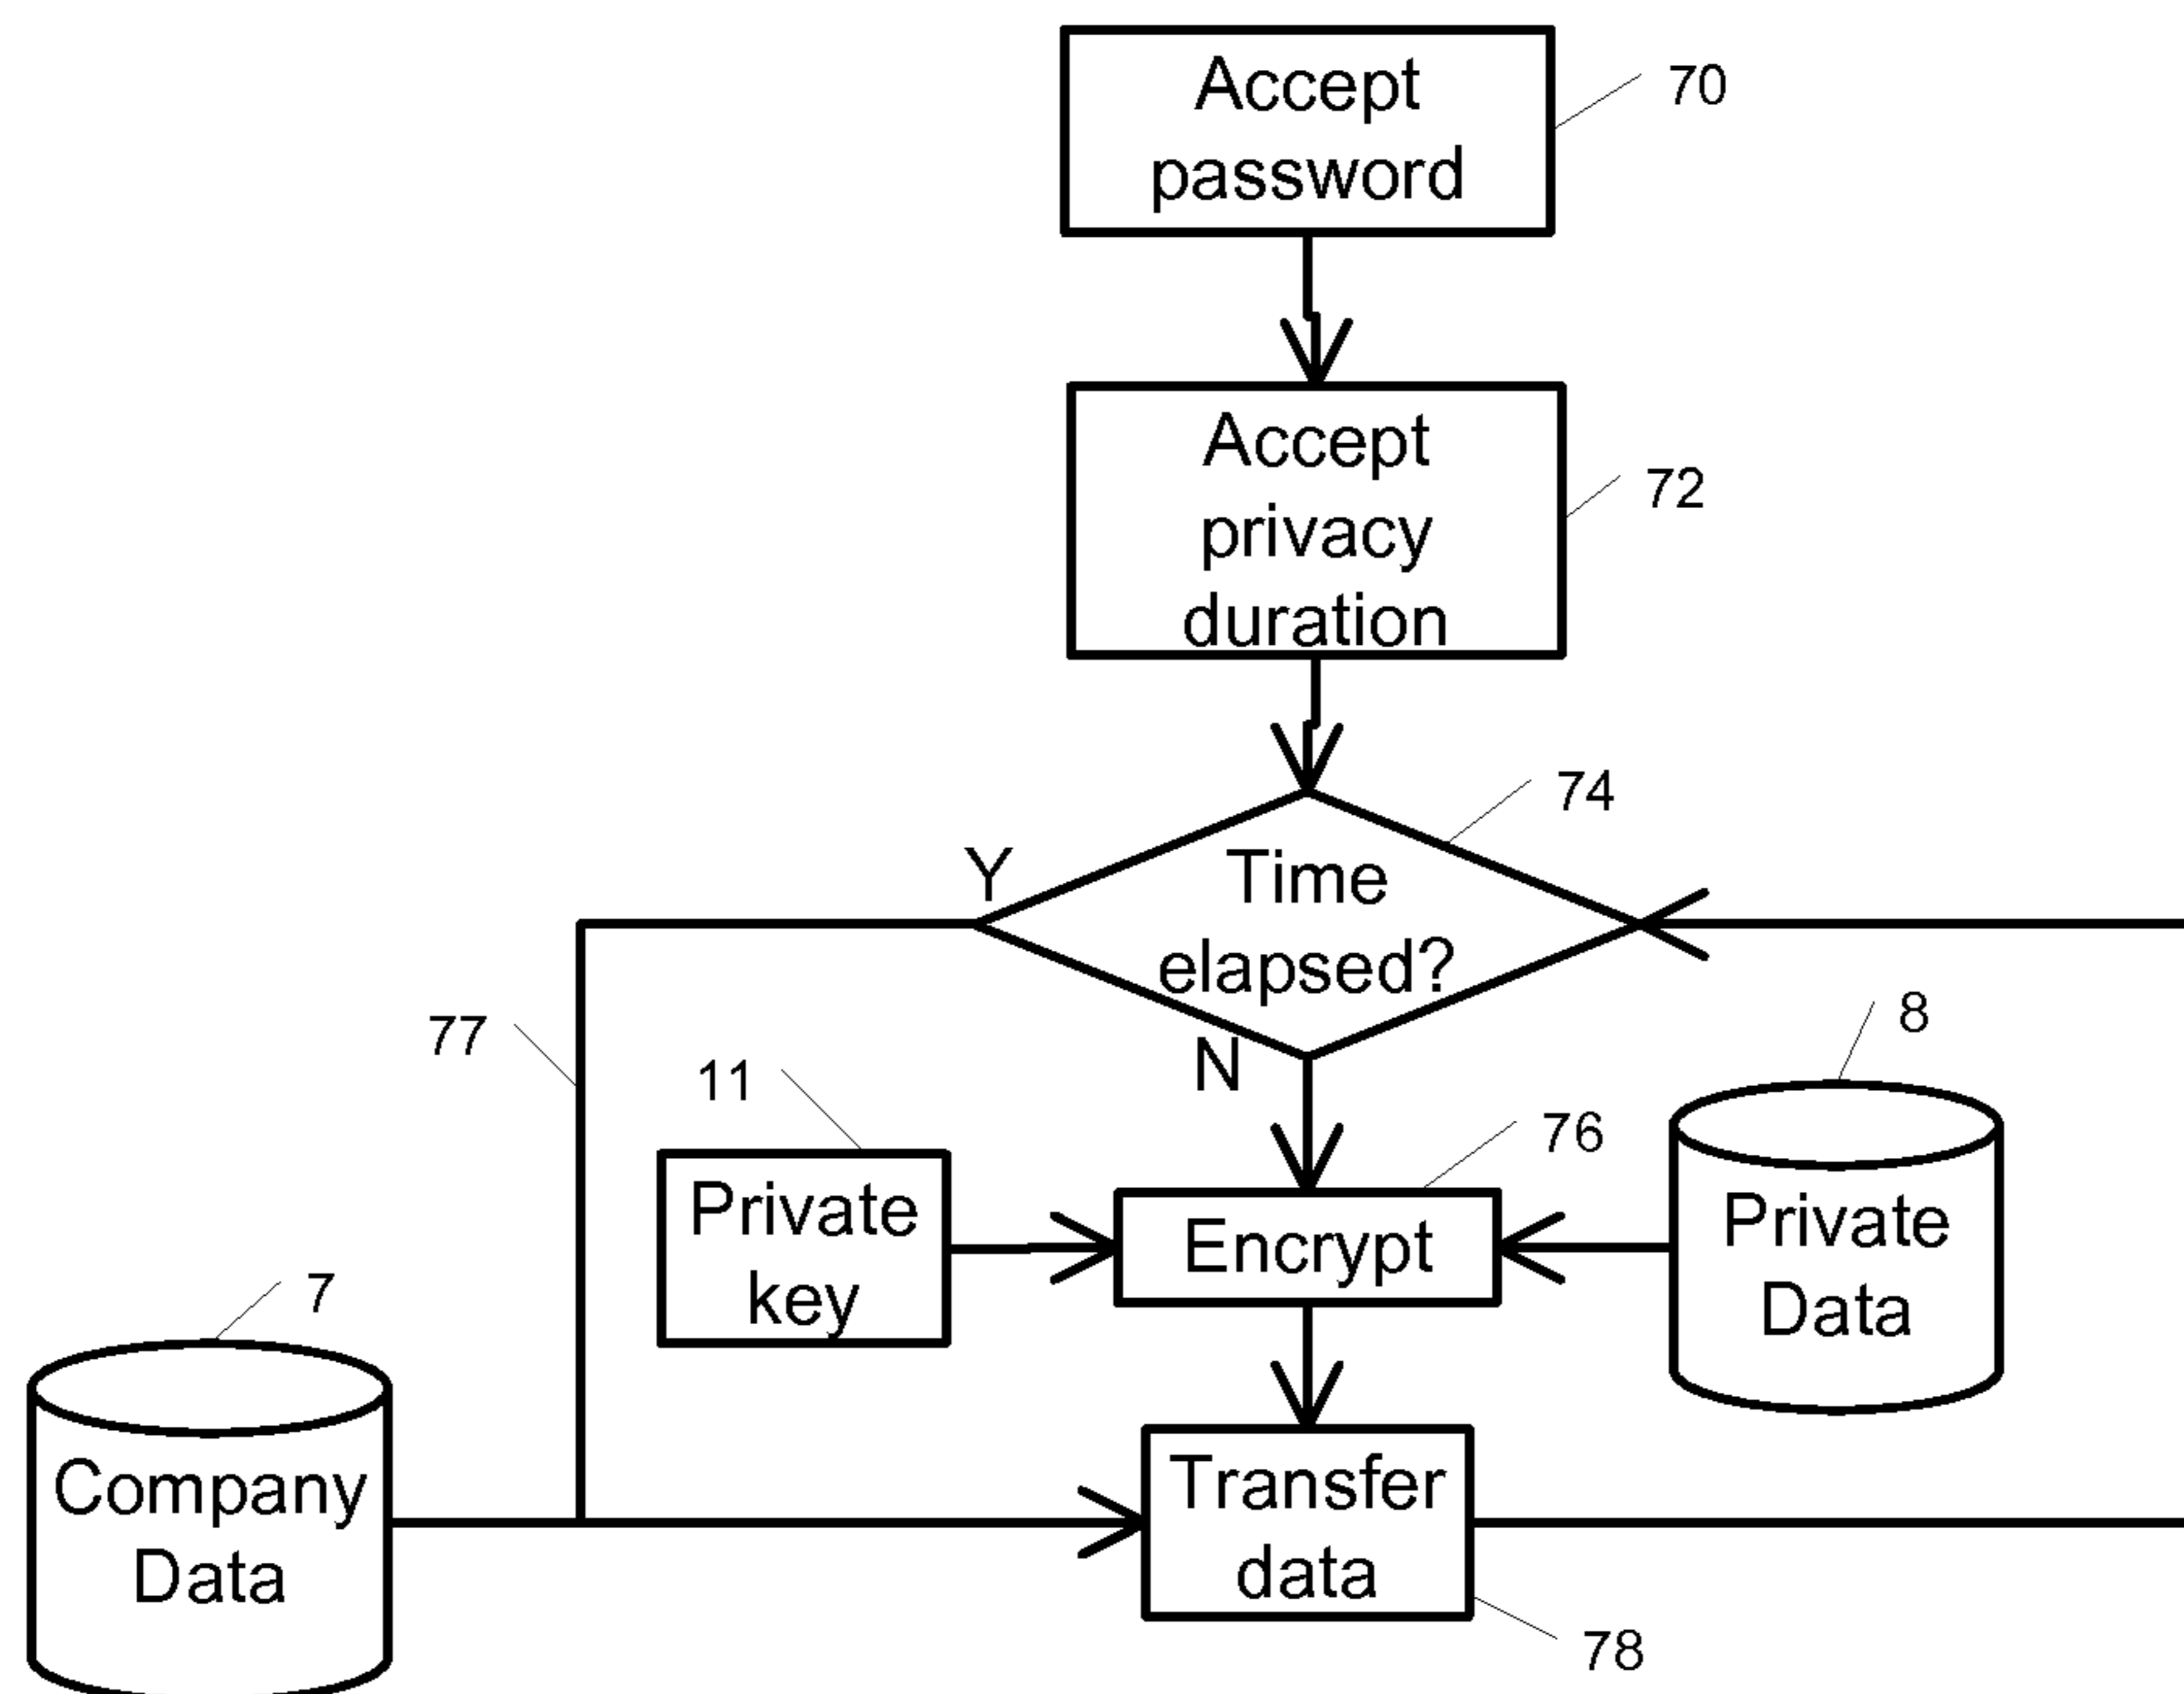 Accept
password
70
Accept
privacy
duration
72
74
Y
Time
elapsed?
N
77
11
8
76
Private
key
Encrypt
Private
Data
7
Company
Data
Transfer
data
78